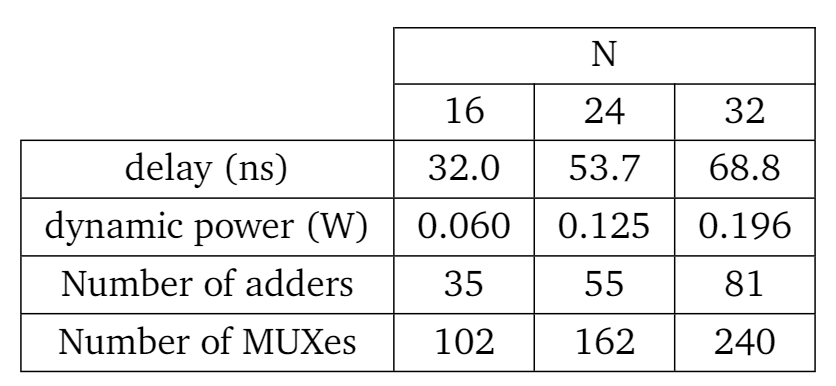 N
16 24 32
delay (ns) 32.0 53.7 68.8
dynamic power (W) 0.060 0.125 0.196
Number of adders 35 55 81
Number of MUXes 102 162 240